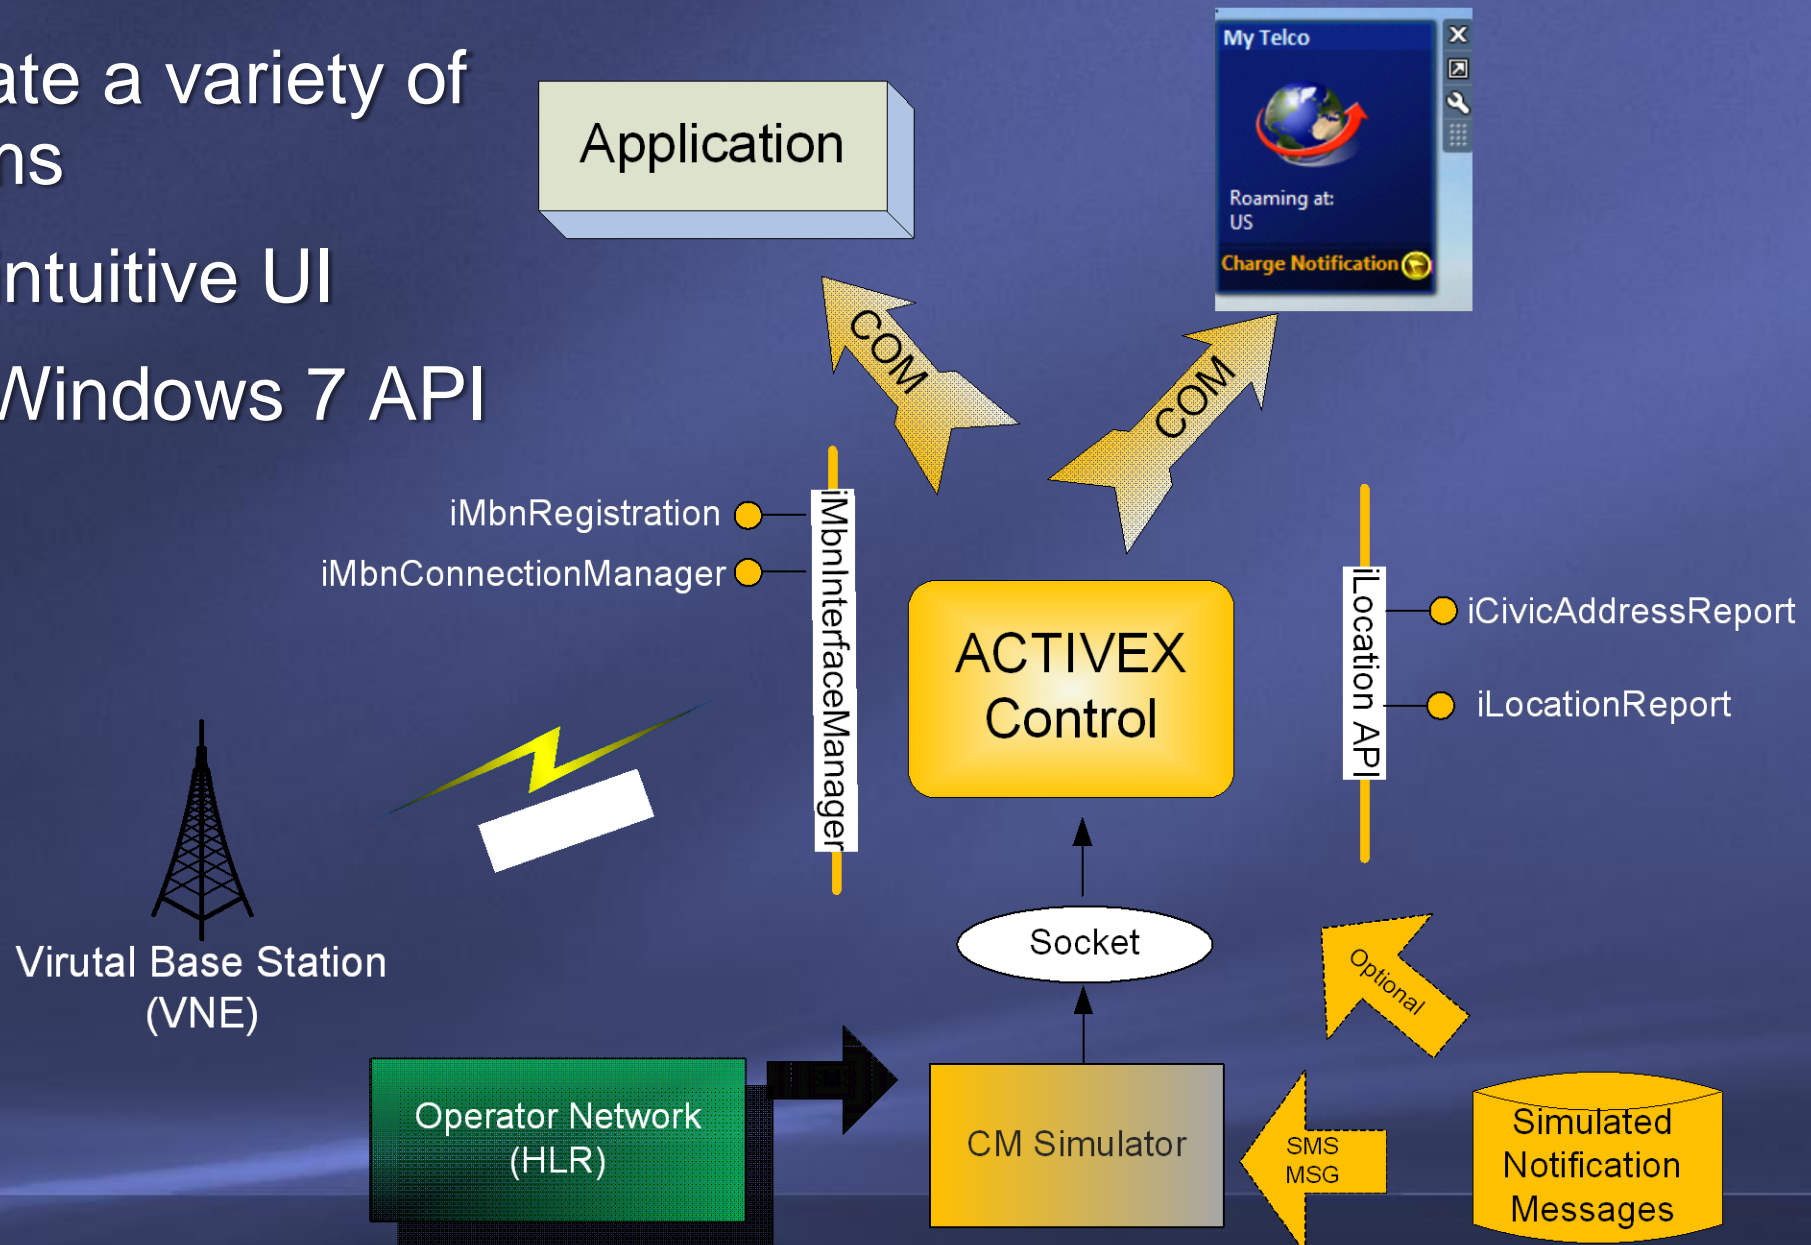 ate a variety of
ns
ntuitive UI
Windows 7 API
Application
My Telco
Roaming at:
US
Charge Notification
COM
COM
iMbnRegistration
iMbnConnectionManager
iMbnInterfaceManager
ACTIVEX
Control
iLocation API
iCivicAddressReport
iLocationReport
Virutal Base Station
(VNE)
Socket
Optional
Operator Network
(HLR)
SMS
CM Simulator
SMS
MSG
Simulated
Notification
Messages